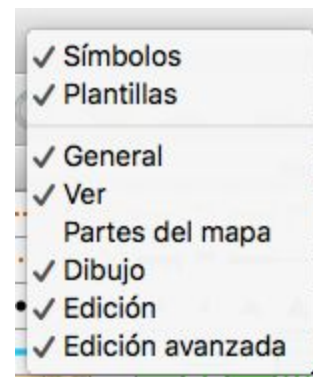 ✓ Símbolos
✓ Plantillas
✓ General
✓ Ver
Partes del mapa
✓ Dibujo
✓ Edición
✓ Edición avanzada